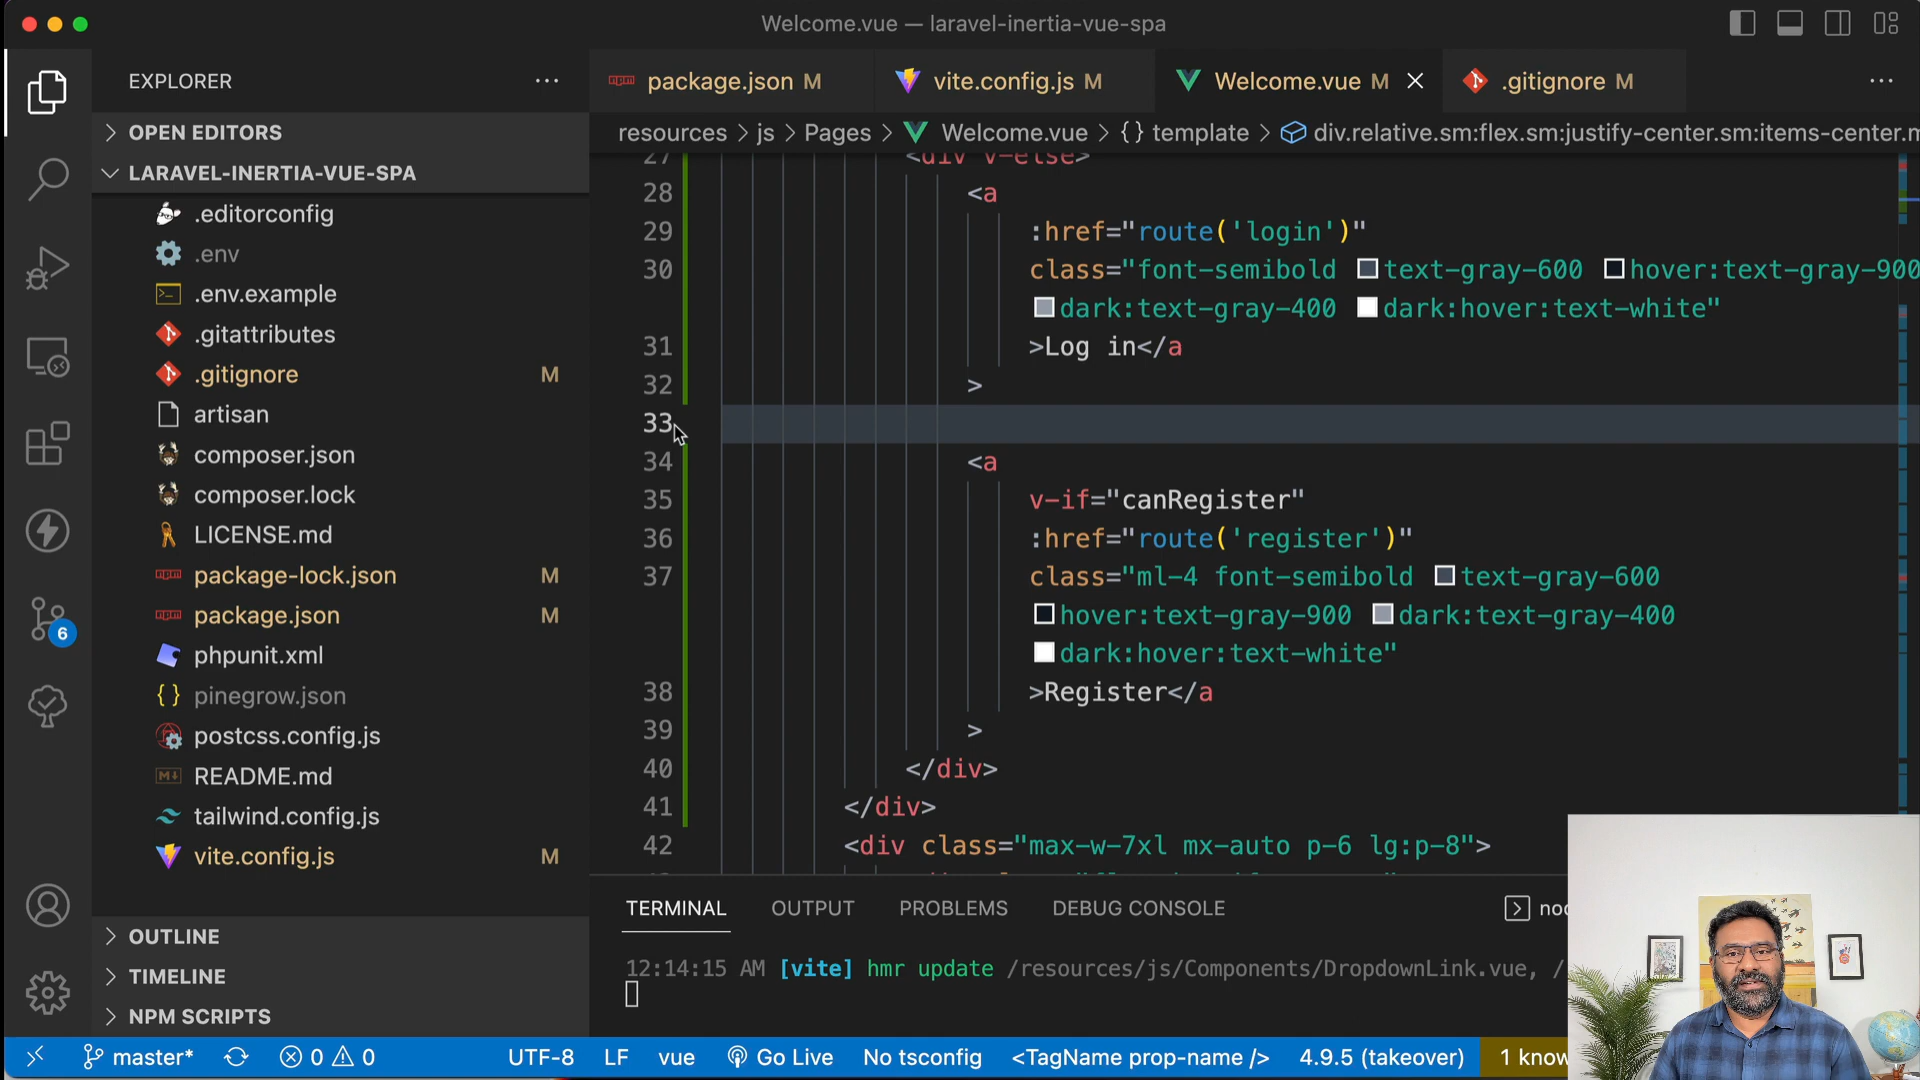 Welcome.vue — laravel-inertia-vue-spa
EXPLORER
OPEN EDITORS
LARAVEL-INERTIA-VUE-SPA
.editorconfig
.env
.env.example
.gitattributes
.gitignore M
artisan
composer.json
composer.lock
LICENSE.md
package-lock.json M
package.json M
phpunit.xml
{} pinegrow.json
postcss.config.js
README.md
tailwind.config.js
vite.config.js M
OUTLINE
TIMELINE
NPM SCRIPTS
6
package.json M
vite.config.js M
Welcome.vue M
.gitignore M
resources > js > Pages > Welcome.vue > {} template > div.relative.sm:flex.sm:justify-center.sm:items-center.m
27 <div v-else>
28 <a
29 :href="route('login')"
30 class="font-semibold text-gray-600 hover:text-gray-900
dark:text-gray-400 dark:hover:text-white"
31 >Log in</a
32 >
33
34 <a
35 v-if="canRegister"
36 :href="route('register')"
37 class="ml-4 font-semibold text-gray-600
hover:text-gray-900 dark:text-gray-400
dark:hover:text-white"
38 >Register</a
39 >
40 </div>
41 </div>
42 <div class="max-w-7xl mx-auto p-6 lg:p-8">
TERMINAL OUTPUT PROBLEMS DEBUG CONSOLE
12:14:15 AM [vite] hmr update /resources/js/Components/DropdownLink.vue, /
master* 0 0 UTF-8 LF vue Go Live No tsconfig <TagName prop-name /> 4.9.5 (takeover) 1 know